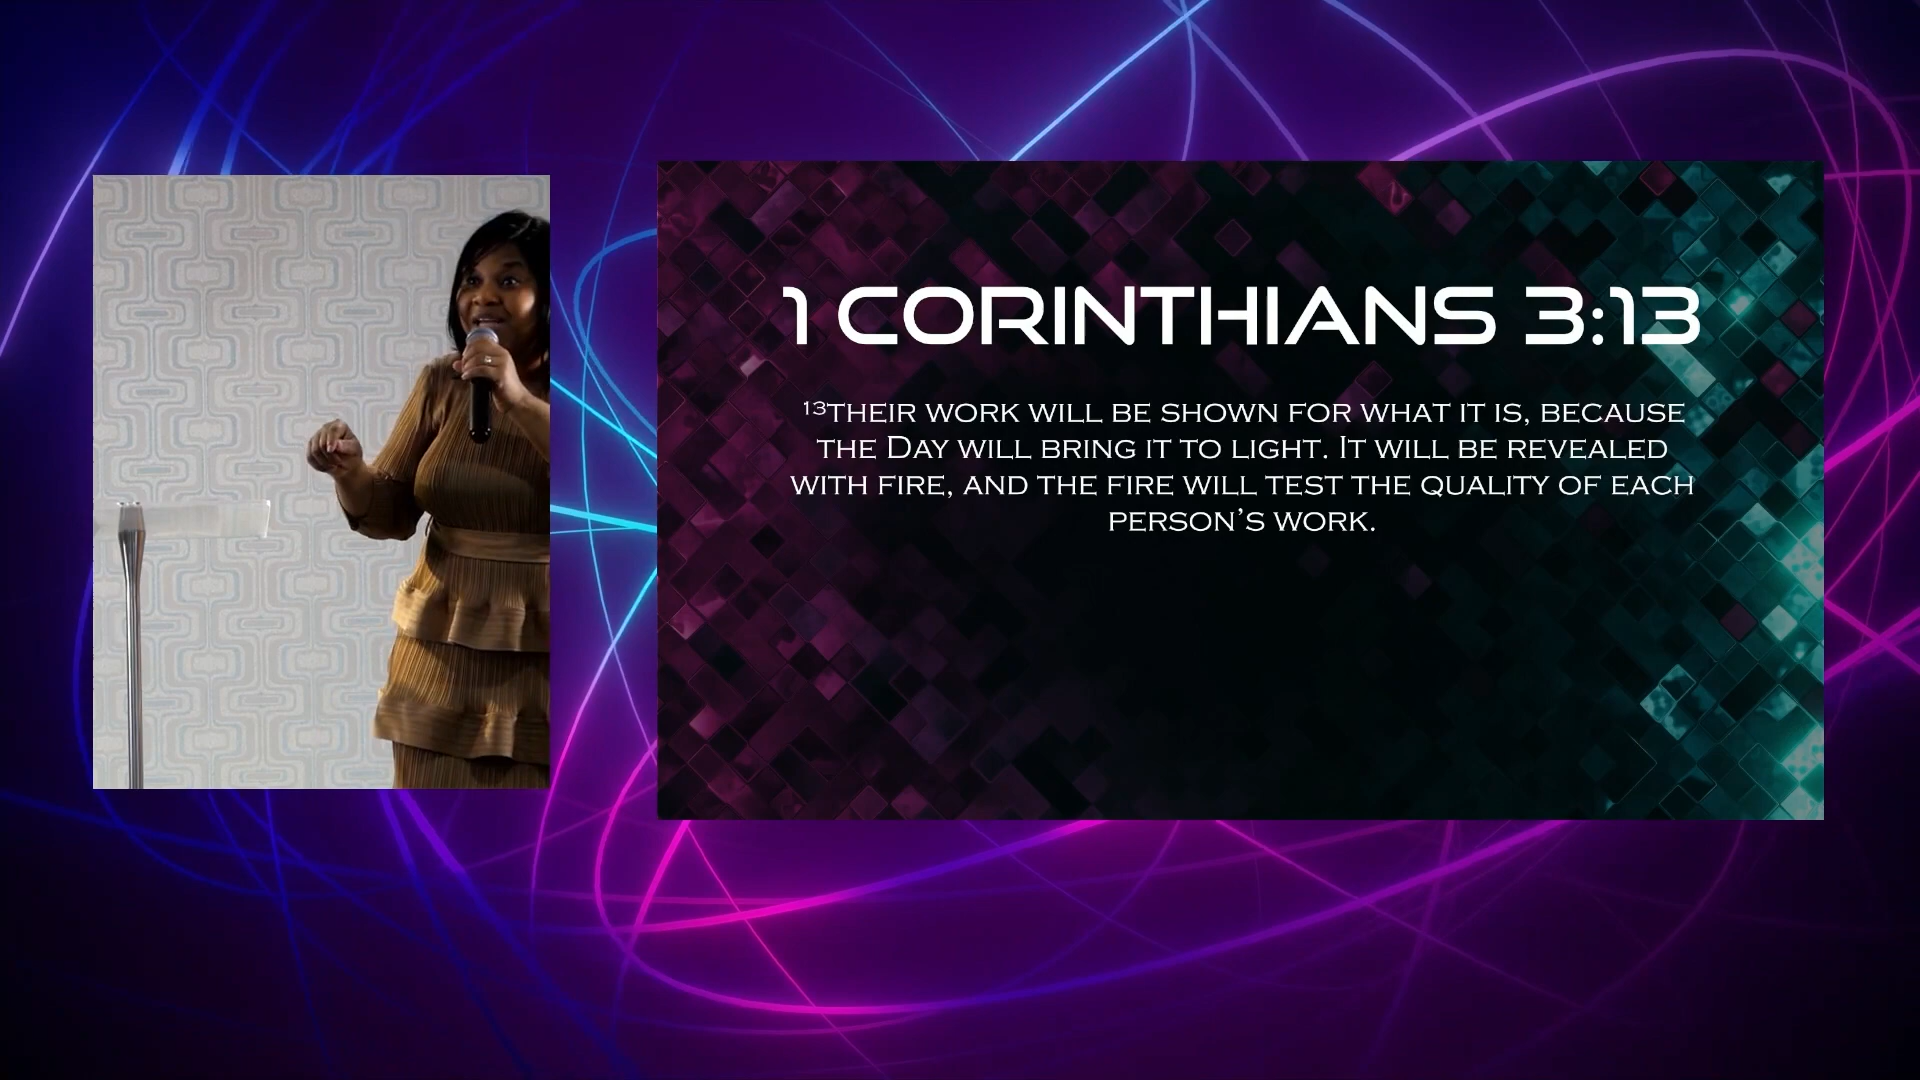 1 CORINTHIANS 3:13
¹³THEIR WORK WILL BE SHOWN FOR WHAT IT IS, BECAUSE
THE DAY WILL BRING IT TO LIGHT. IT WILL BE REVEALED
WITH FIRE, AND THE FIRE WILL TEST THE QUALITY OF EACH
PERSON’S WORK.